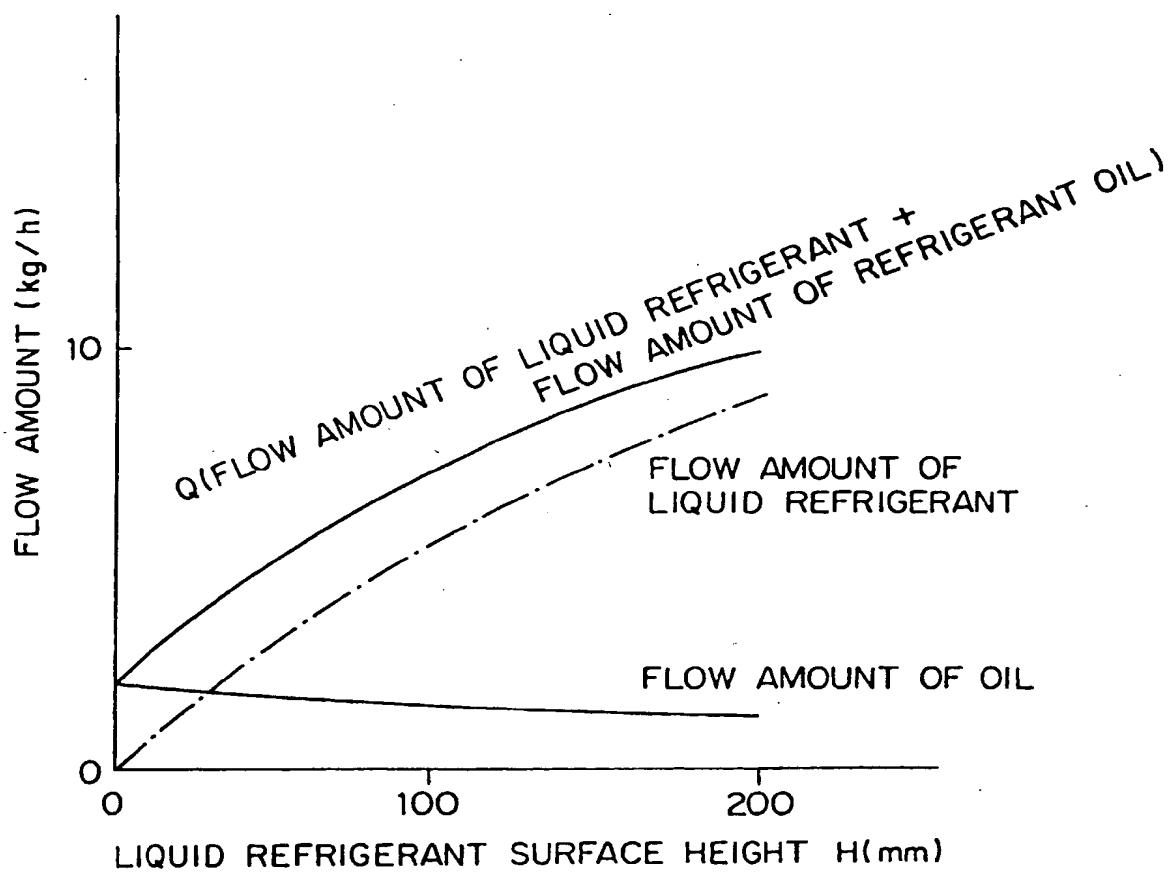 FLOW AMOUNT (kg/h)
10
0
Q(FLOW AMOUNT OF LIQUID REFRIGERANT +
FLOW AMOUNT OF REFRIGERANT OIL)
FLOW AMOUNT OF
LIQUID REFRIGERANT
FLOW AMOUNT OF OIL
0 100 200
LIQUID REFRIGERANT SURFACE HEIGHT H(mm)